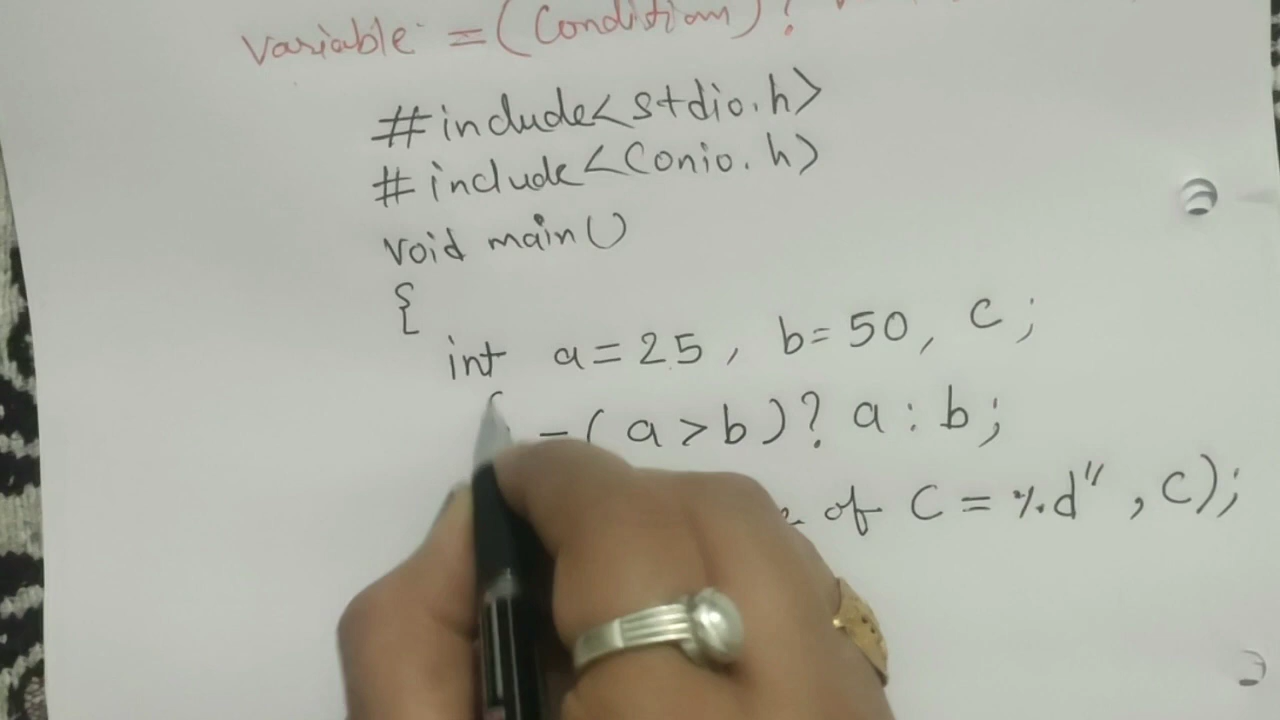 variable = (Condition) ?
#include<stdio.h>
#include<Conio.h>
void main()
{
int a=25, b=50, c;
=(a>b)? a:b;
of C=%d", c);